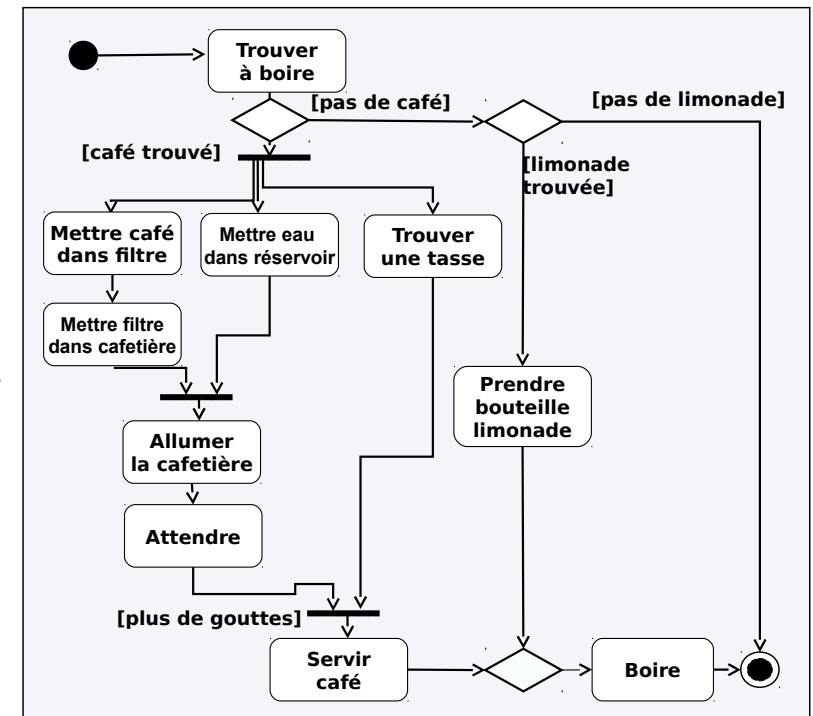 Trouver
à boire
[pas de café]
[pas de limonade]
[café trouvé]
[limonade
trouvée]
Mettre café
dans filtre
Mettre eau
dans réservoir
Trouver
une tasse
Mettre filtre
dans cafetière
Prendre
bouteille
limonade
Allumer
la cafetière
Attendre
[plus de gouttes]
Servir
café
Boire